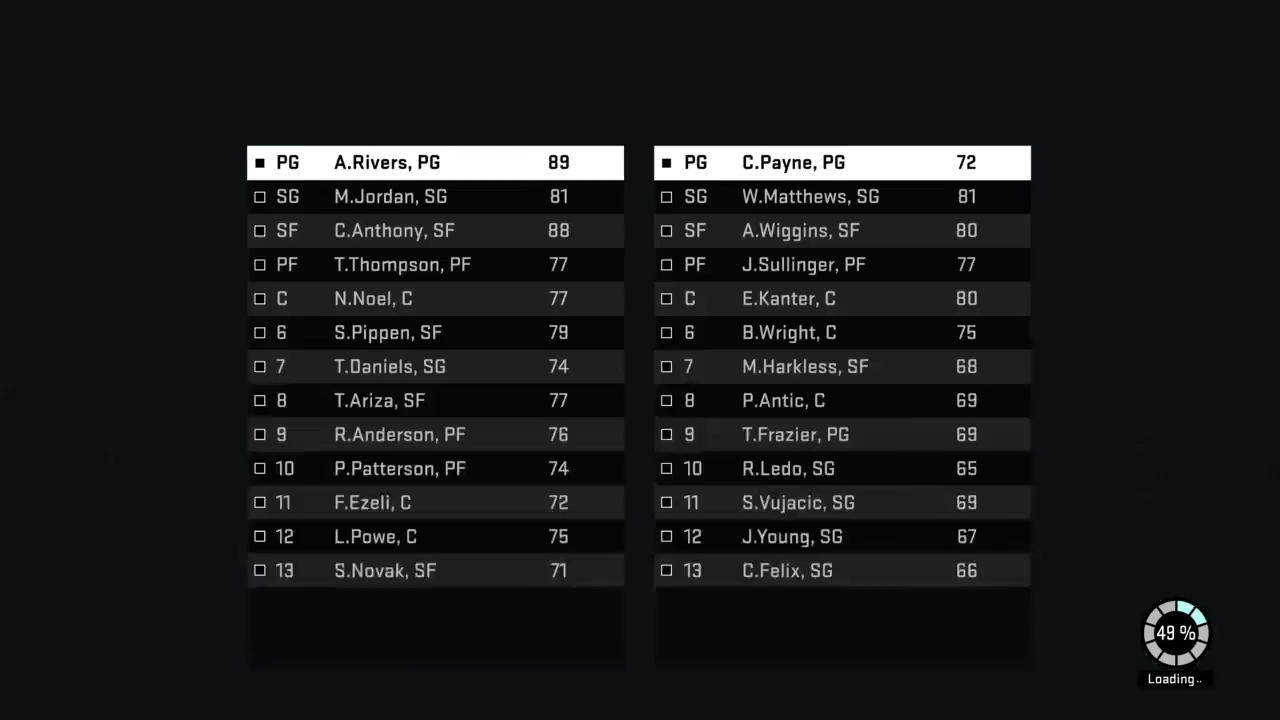 PG A.Rivers, PG 89
SG M.Jordan, SG 81
SF C.Anthony, SF 88
PF T.Thompson, PF 77
C N.Noel, C 77
6 S.Pippen, SF 79
7 T.Daniels, SG 74
8 T.Ariza, SF 77
9 R.Anderson, PF 76
10 P.Patterson, PF 74
11 F.Ezeli, C 72
12 L.Powe, C 75
13 S.Novak, SF 71
PG C.Payne, PG 72
SG W.Matthews, SG 81
SF A.Wiggins, SF 80
PF J.Sullinger, PF 77
C E.Kanter, C 80
6 B.Wright, C 75
7 M.Harkless, SF 68
8 P.Antic, C 69
9 T.Frazier, PG 69
10 R.Ledo, SG 65
11 S.Vujacic, SG 69
12 J.Young, SG 67
13 C.Felix, SG 66
49 %
Loading..